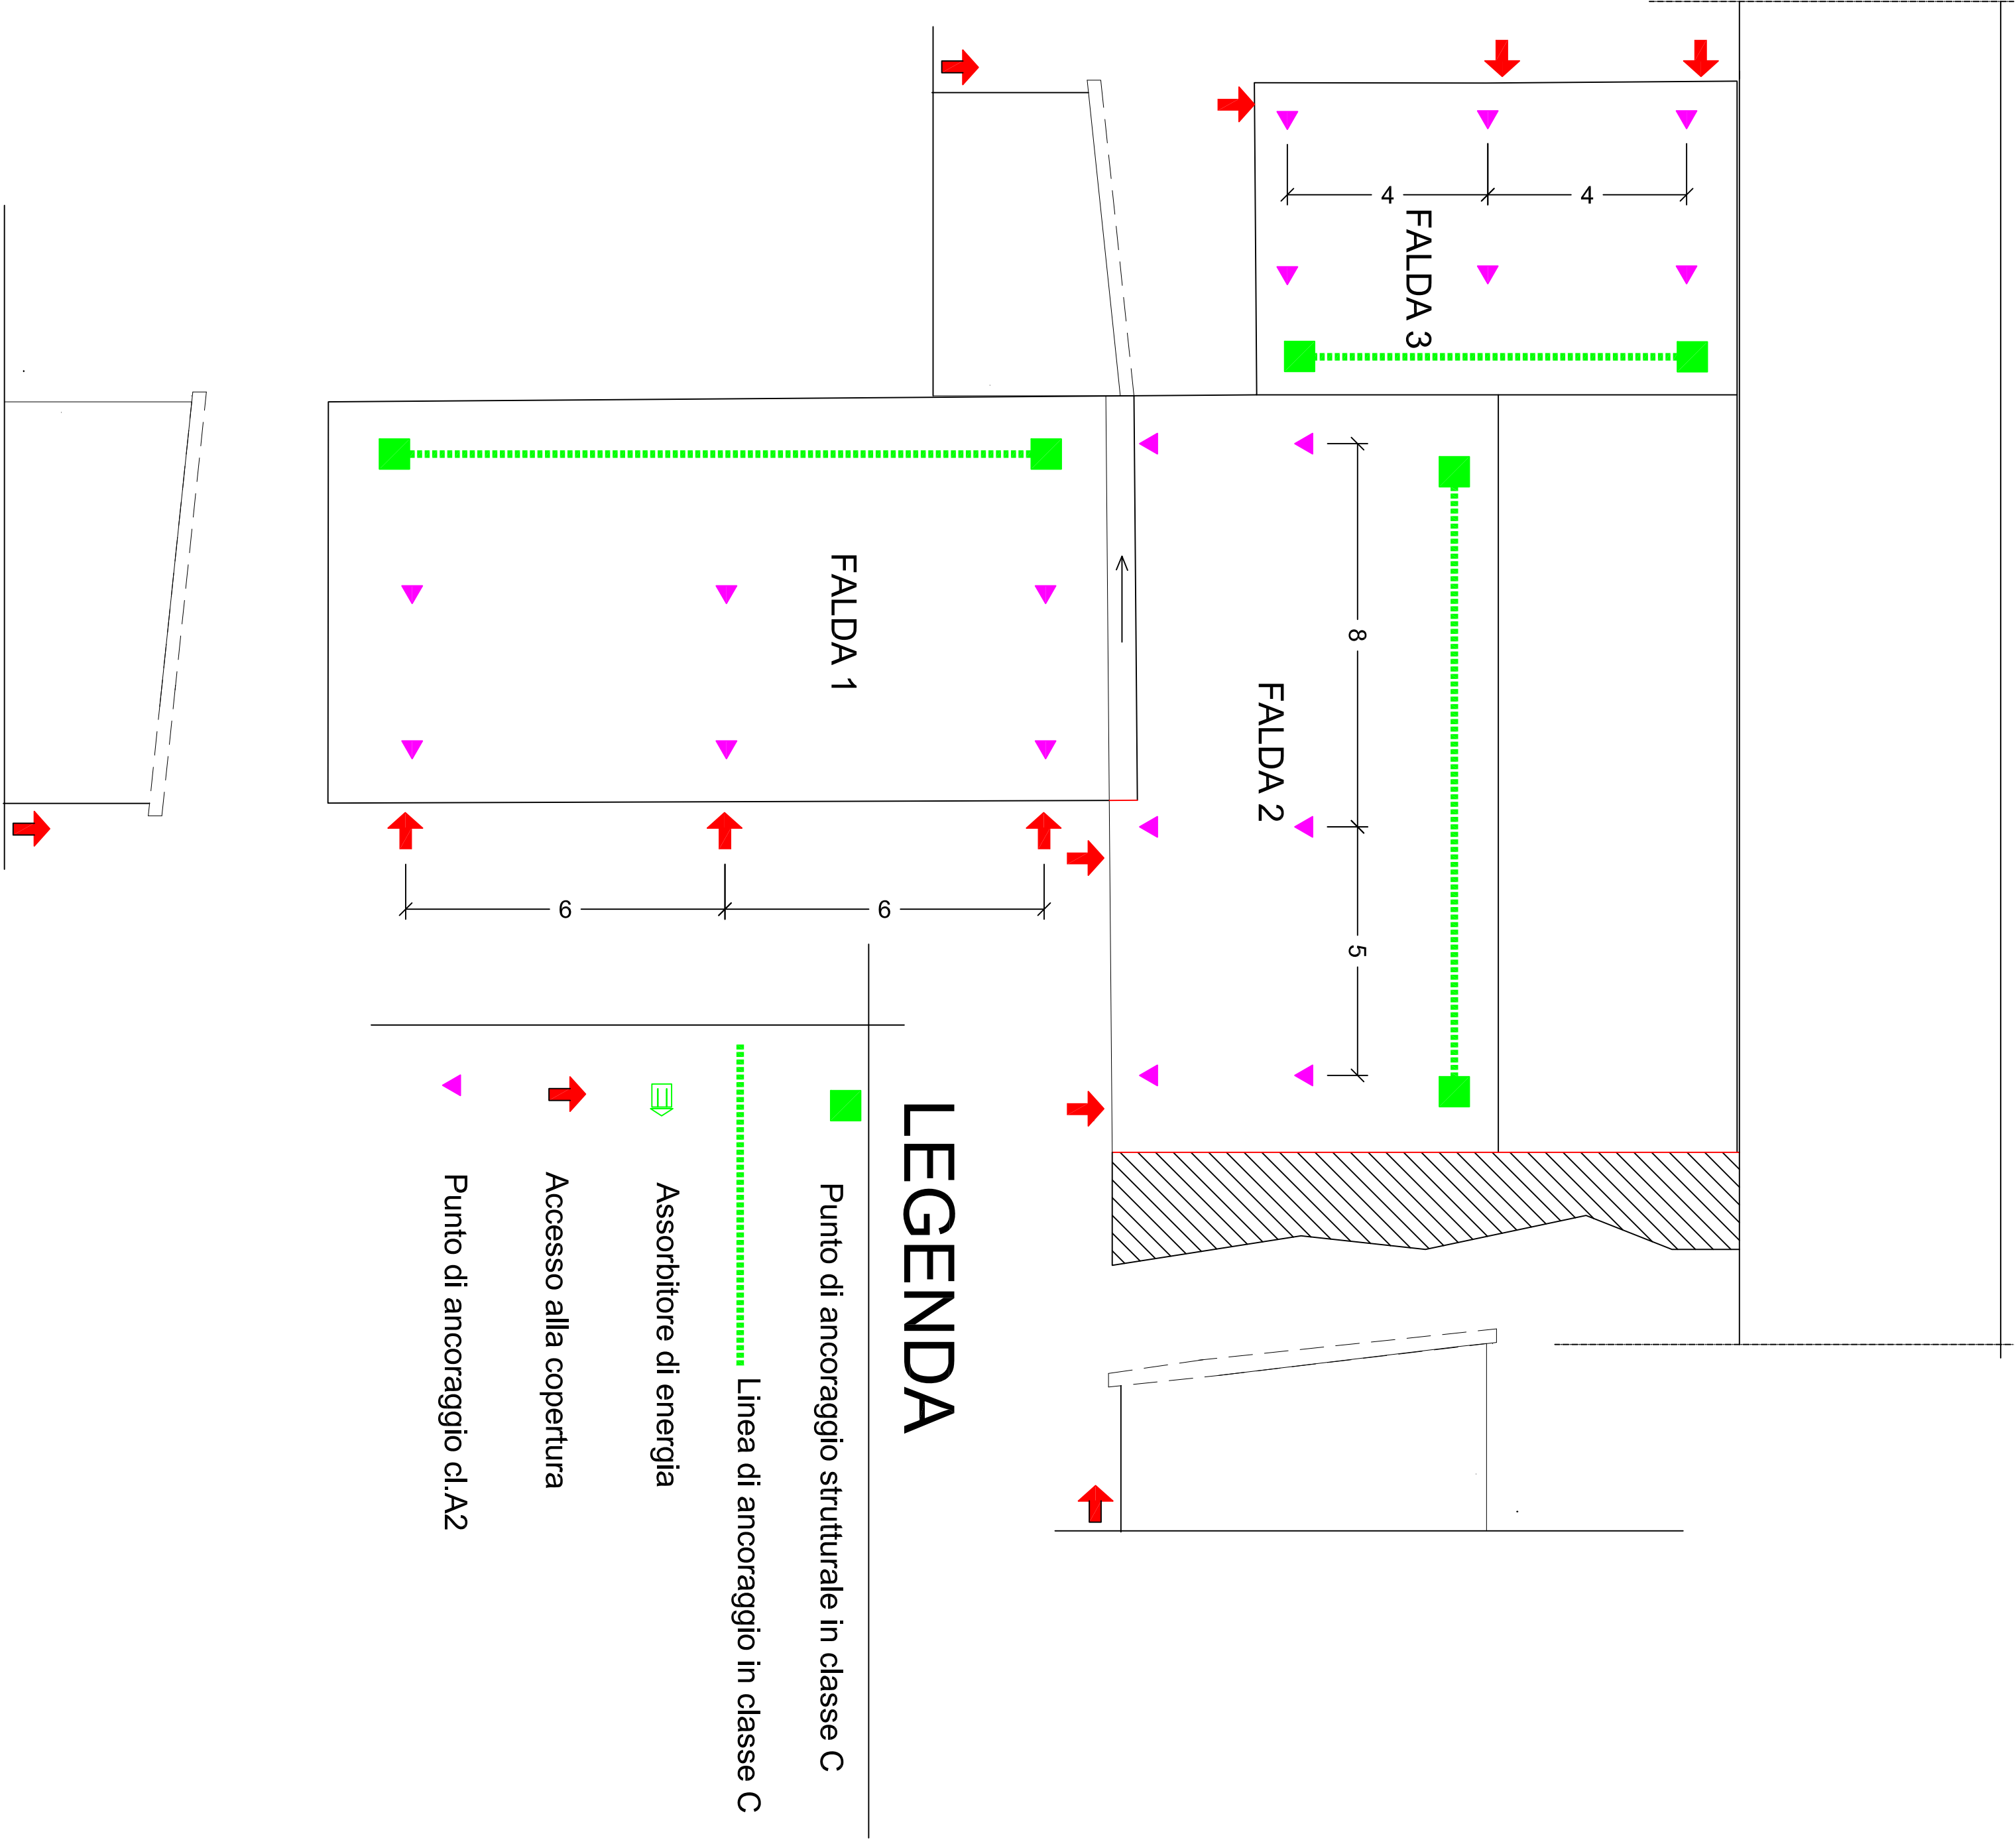 4
4
FALDA 3
FALDA 1
8
FALDA 2
5
6
6
LEGENDA
Punto di ancoraggio strutturale in classe C
Linea di ancoraggio in classe C
Assorbitore di energia
Accesso alla copertura
Punto di ancoraggio cl.A2